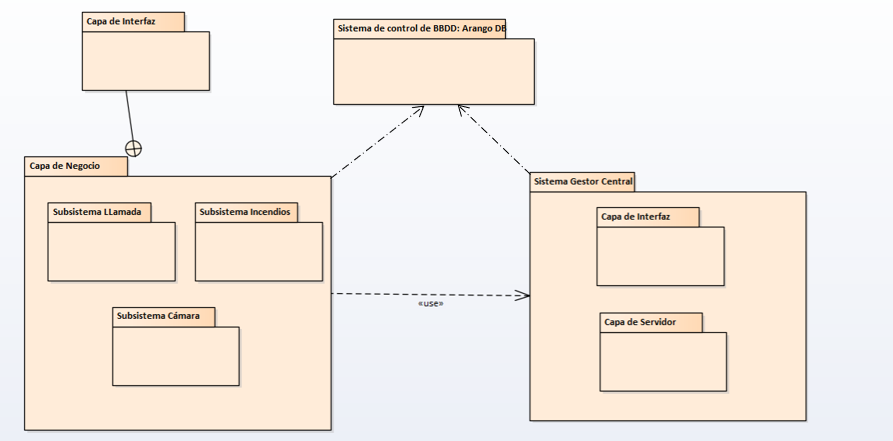 Capa de Interfaz
Sistema de control de BBDD: Arango DB
Capa de Negocio
Sistema Gestor Central
Subsistema LLamada
Subsistema Incendios
Capa de Interfaz
«use»
Subsistema Cámara
Capa de Servidor